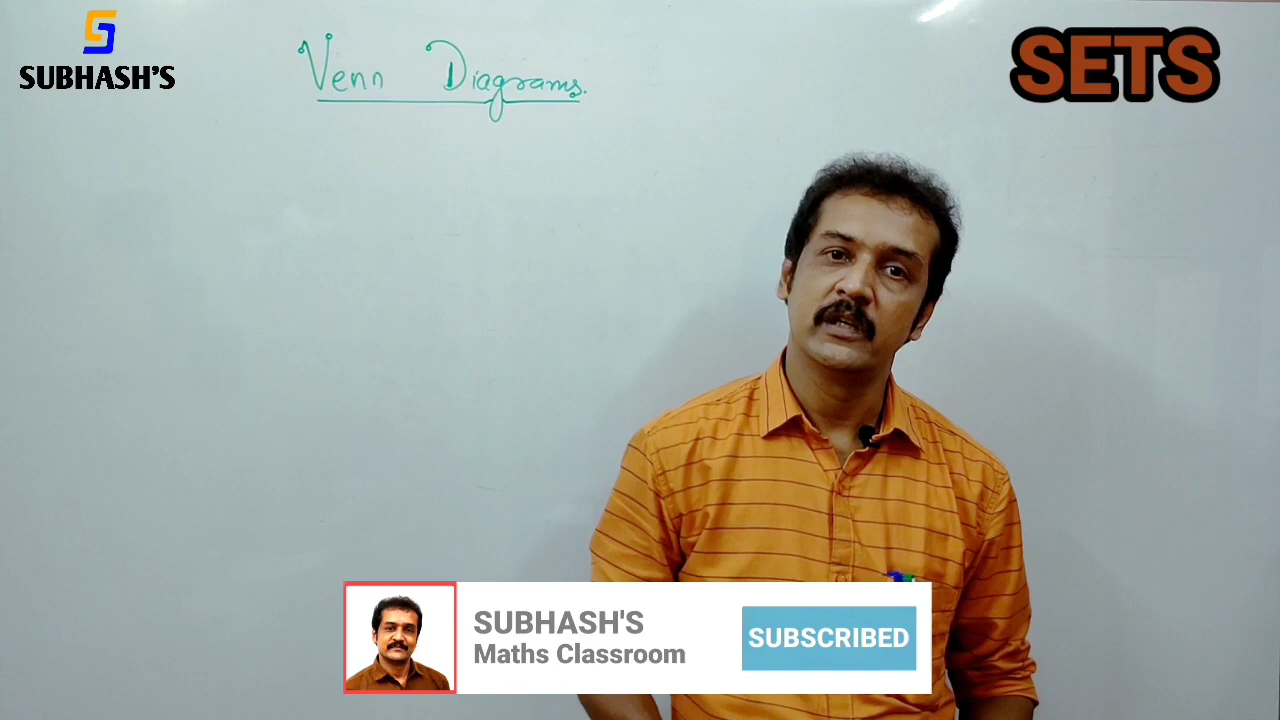 SUBHASH'S
Venn Diagrams.
SETS
SUBHASH'S
Maths Classroom
SUBSCRIBED